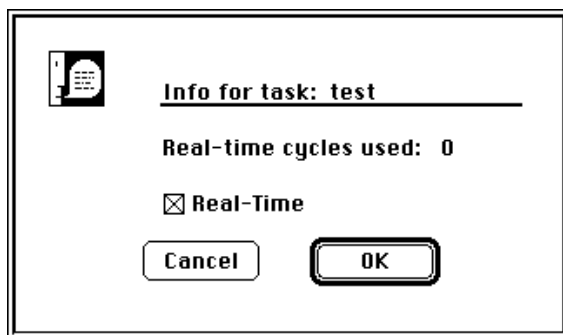 Info for task: test
Real-time cycles used: 0
Real-Time
Cancel OK